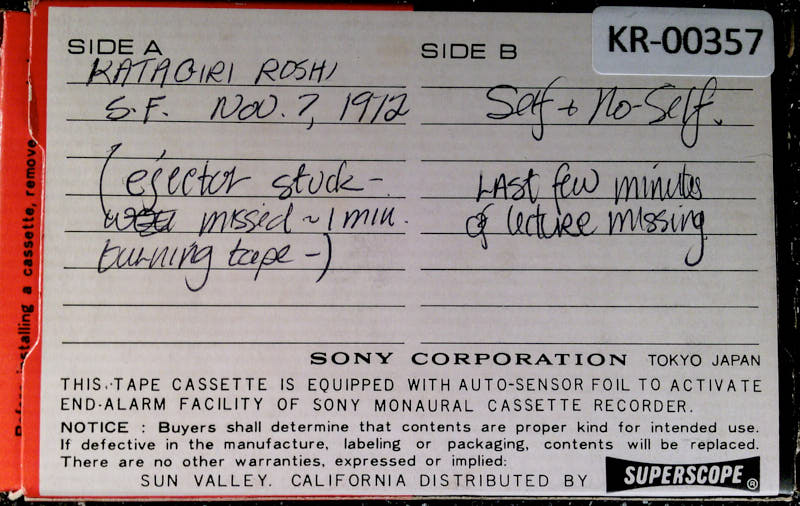 SIDE A
KATAGIRI ROSHI
S.F. NOV. 7, 1972
(ejector stuck -
missed ~ 1 min.
turning tape -)
SIDE B
KR-00357
Self + No-Self.
LAST few minutes
of lecture missing
installing a cassette, remove
SONY CORPORATION TOKYO JAPAN
THIS TAPE CASSETTE IS EQUIPPED WITH AUTO-SENSOR FOIL TO ACTIVATE
END-ALARM FACILITY OF SONY MONAURAL CASSETTE RECORDER.
NOTICE : Buyers shall determine that contents are proper kind for intended use.
If defective in the manufacture, labeling or packaging, contents will be replaced.
There are no other warranties, expressed or implied:
SUN VALLEY. CALIFORNIA DISTRIBUTED BY SUPERSCOPE®